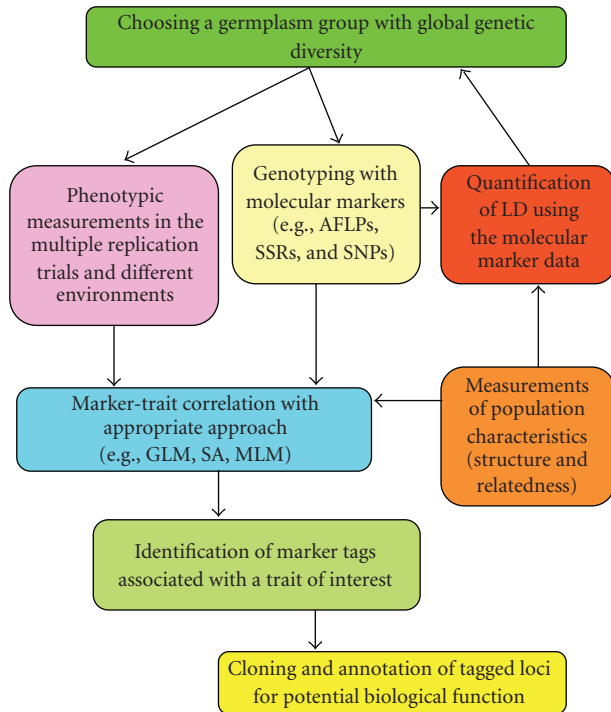 Choosing a germplasm group with global genetic
diversity
Phenotypic
measurements in the
multiple replication
trials and different
environments
Genotyping with
molecular markers
(e.g., AFLPs,
SSRs, and SNPs)
Quantification
of LD using
the molecular
marker data
Marker-trait correlation with
appropriate approach
(e.g., GLM, SA, MLM)
Measurements
of population
characteristics
(structure and
relatedness)
Identification of marker tags
associated with a trait of interest
Cloning and annotation of tagged loci
for potential biological function